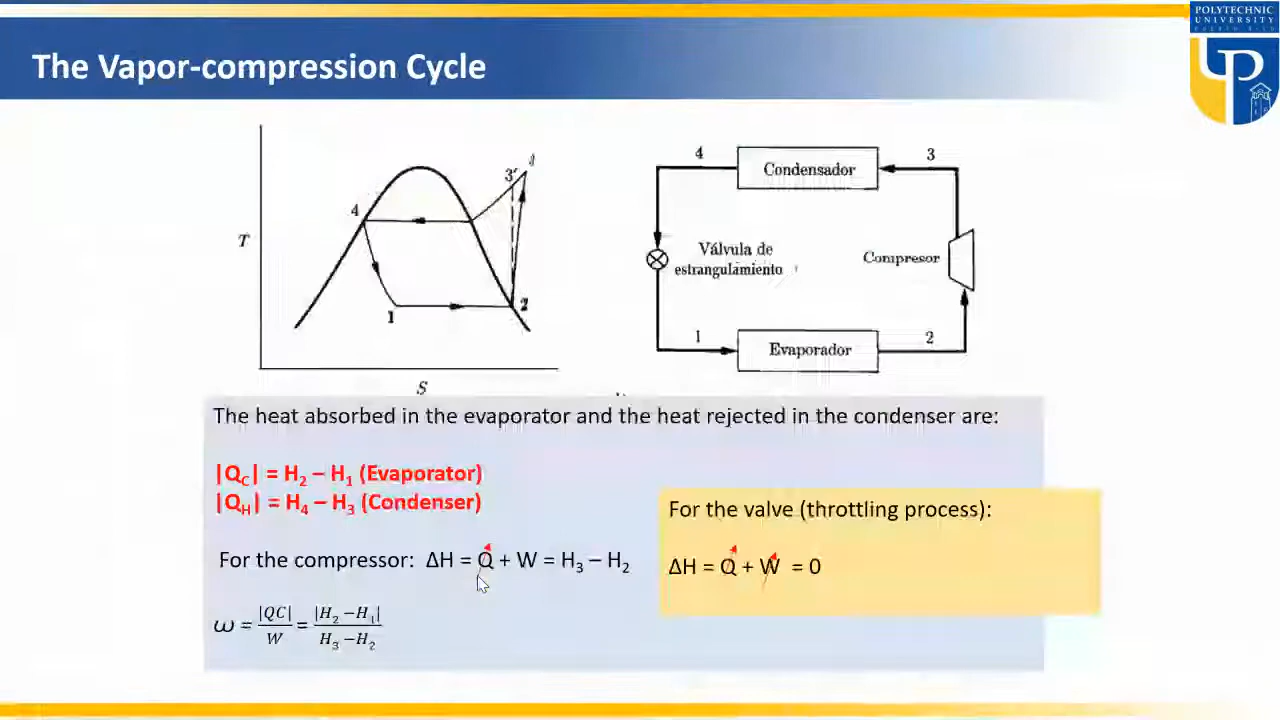 POLYTECHNIC
UNIVERSITY
The Vapor-compression Cycle
T
S
4
3'
1
2
4
Condensador
3
Válvula de
estrangulamiento
Compresor
1
Evaporador
2
The heat absorbed in the evaporator and the heat rejected in the condenser are:
|Q_C| = H₂ – H₁ (Evaporator)
|Q_H| = H₄ – H₃ (Condenser)
For the compressor: ΔH = Q + W = H₃ – H₂
ω = |QC|/W = |H₂ –H₁|/H₃ –H₂
For the valve (throttling process):
ΔH = Q + W = 0